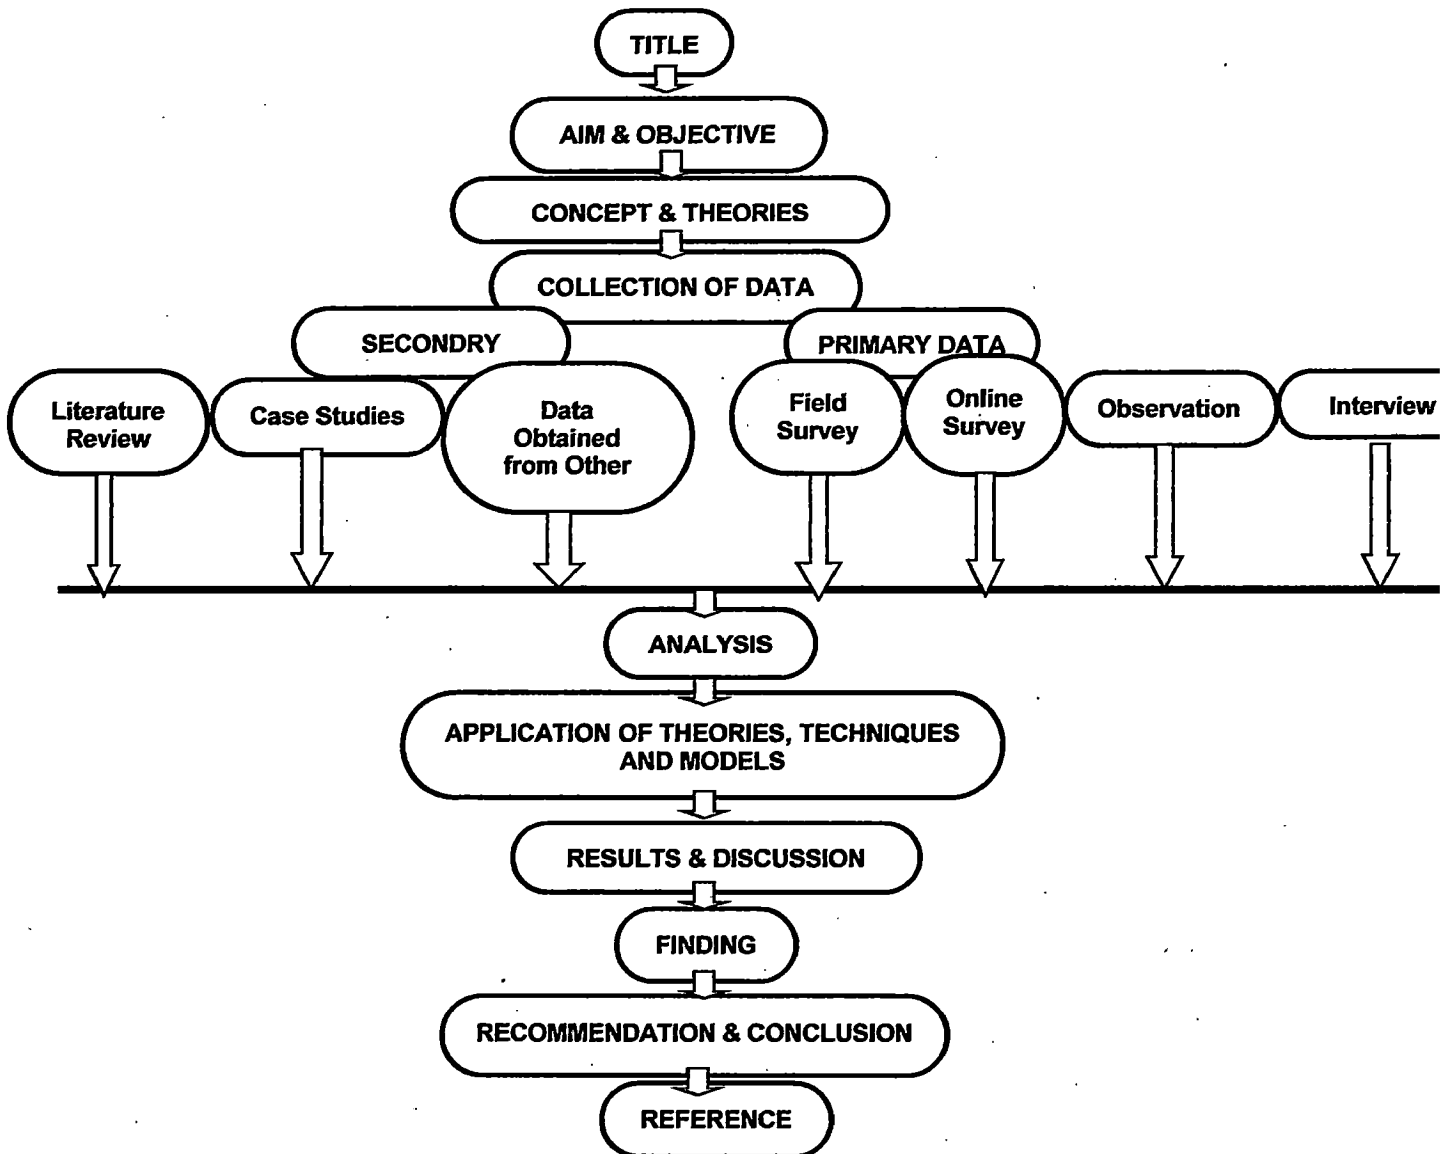 TITLE
AIM & OBJECTIVE
CONCEPT & THEORIES
COLLECTION OF DATA
SECONDRY
PRIMARY DATA
Literature
Review
Case Studies
Data
Obtained
from Other
Field
Survey
Online
Survey
Observation
Interview
ANALYSIS
APPLICATION OF THEORIES, TECHNIQUES
AND MODELS
RESULTS & DISCUSSION
FINDING
RECOMMENDATION & CONCLUSION
REFERENCE